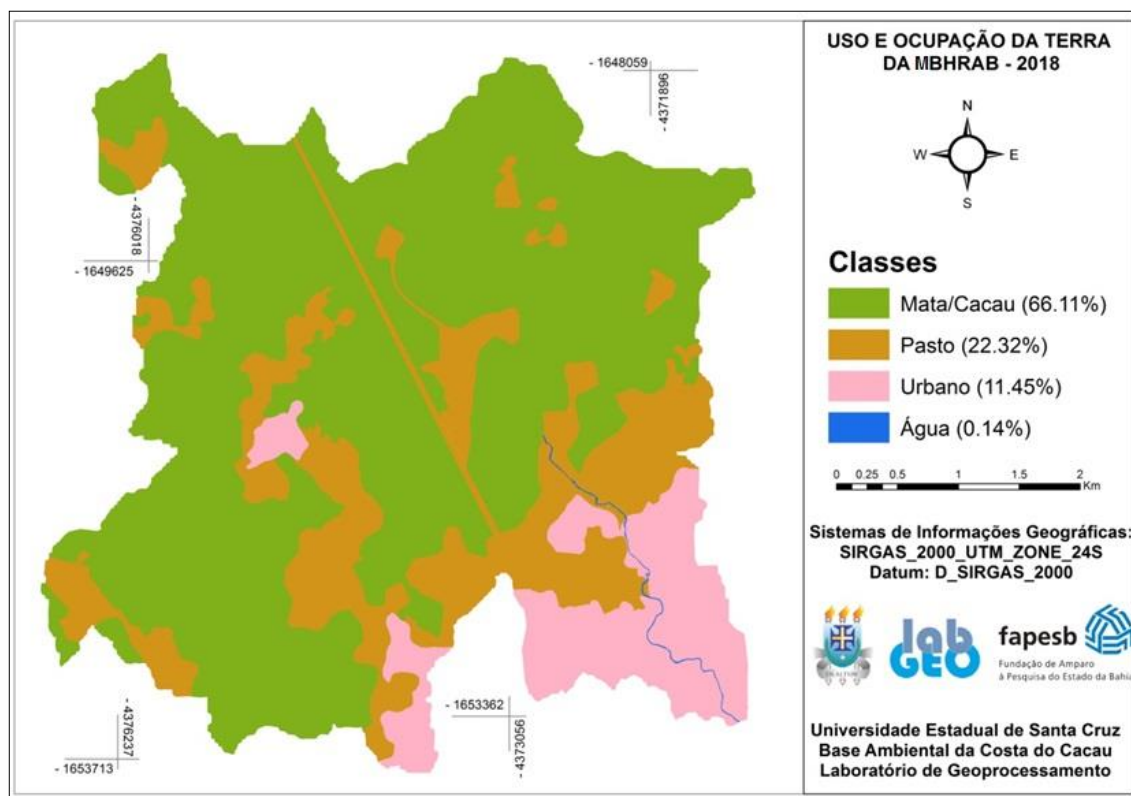 USO E OCUPAÇÃO DA TERRA
DA MBHRAB - 2018
N
W
E
S
Classes
Mata/Cacau (66.11%)
Pasto (22.32%)
Urbano (11.45%)
Água (0.14%)
0 0.25 0.5 1 1.5 2
Km
Sistemas de Informações Geográficas:
SIRGAS_2000_UTM_ZONE_24S
Datum: D_SIRGAS_2000
lab
GEO
fapesb
Fundação de Amparo
à Pesquisa do Estado da Bahia
Universidade Estadual de Santa Cruz
Base Ambiental da Costa do Cacau
Laboratório de Geoprocessamento
- 1648059
- 4371896
- 4376018
- 1649625
- 1653362
- 4373056
- 4376237
- 1653713